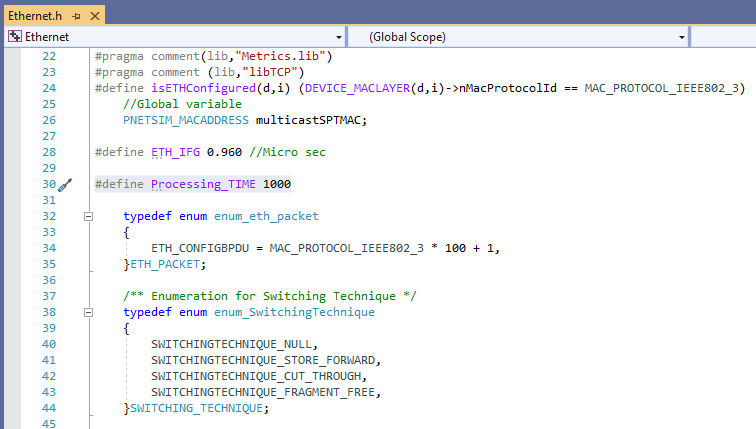 Ethernet.h
Ethernet (Global Scope)
22 #pragma comment(lib,"Metrics.lib")
23 #pragma comment (lib,"libTCP")
24 #define isETHConfigured(d,i) (DEVICE_MACLAYER(d,i)->nMacProtocolId == MAC_PROTOCOL_IEEE802_3)
25 //Global variable
26 PNETSIM_MACADDRESS multicastSPTMAC;
27
28 #define ETH_IFG 0.960 //Micro sec
29
30 #define Processing_TIME 1000
31
32 typedef enum enum_eth_packet
33 {
34 ETH_CONFIGBPDU = MAC_PROTOCOL_IEEE802_3 * 100 + 1,
35 }ETH_PACKET;
36
37 /** Enumeration for Switching Technique */
38 typedef enum enum_SwitchingTechnique
39 {
40 SWITCHINGTECHNIQUE_NULL,
41 SWITCHINGTECHNIQUE_STORE_FORWARD,
42 SWITCHINGTECHNIQUE_CUT_THROUGH,
43 SWITCHINGTECHNIQUE_FRAGMENT_FREE,
44 }SWITCHING_TECHNIQUE;
45